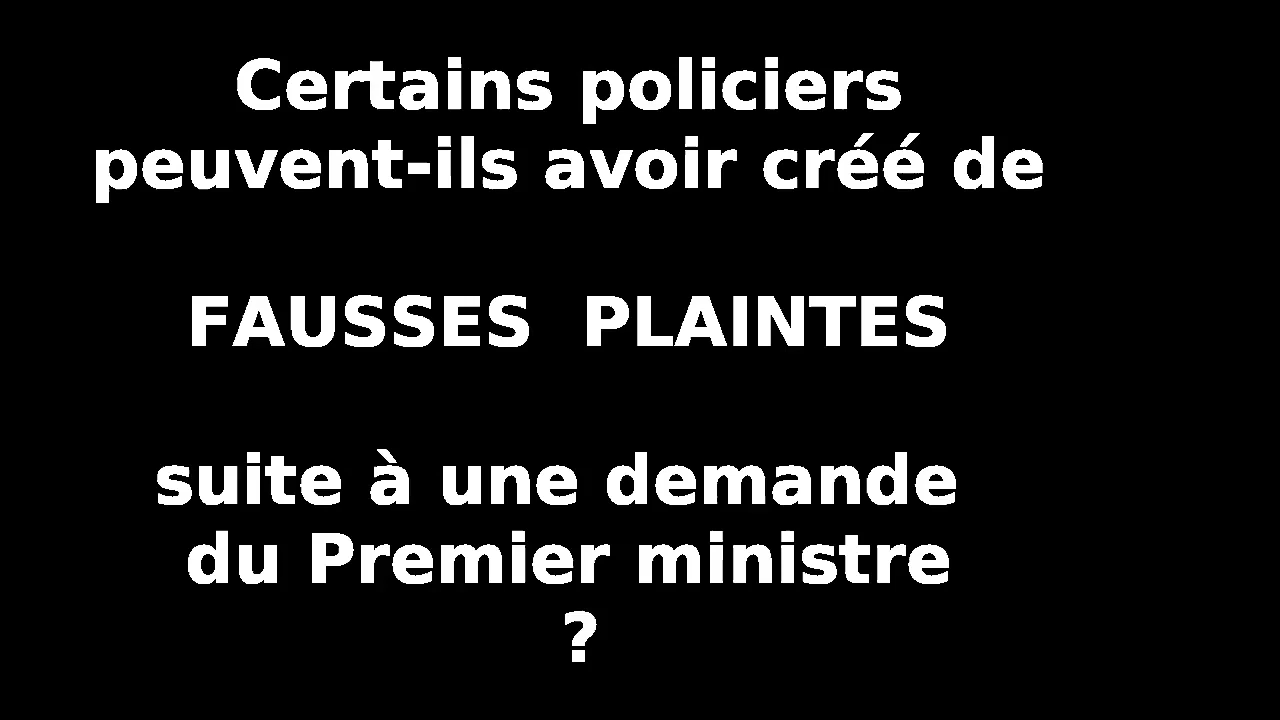 Certains policiers
peuvent-ils avoir créé de
FAUSSES PLAINTES
suite à une demande
du Premier ministre
?